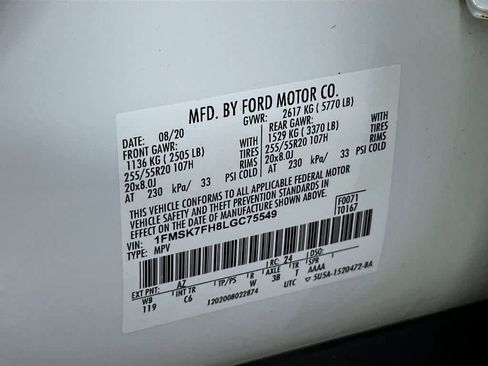 MFD. BY FORD MOTOR CO.
08/20 GVWR: 2617 KG ( 5770 LB)
FRONT GAWR: REAR GAWR:
1136 KG ( 2505 LB) WITH 1529 KG ( 3370 LB) WITH
255/55R20 107H TIRES 255/55R20 107H TIRES
20x8.0J RIMS 20x8.0J RIMS
AT 230 kPa/ 33 PSI COLD AT 230 kPa/ 33 PSI COLD
THIS VEHICLE CONFORMS TO ALL APPLICABLE FEDERAL MOTOR
VEHICLE SAFETY AND THEFT PREVENTION STANDARDS IN
EFFECT ON THE DATE OF MANUFACTURE SHOWN ABOVE.
VIN: 1FMSK7FH8LGC75549 F0071
TYPE: MPV T0167
EXT PNT: AZ RC: 24 DSO:
WB INT TR TP/PS R AXLE TR SPR
119 C6 W 3B T AAAA
1202008022874 UTC 5U5A-1520472-BA